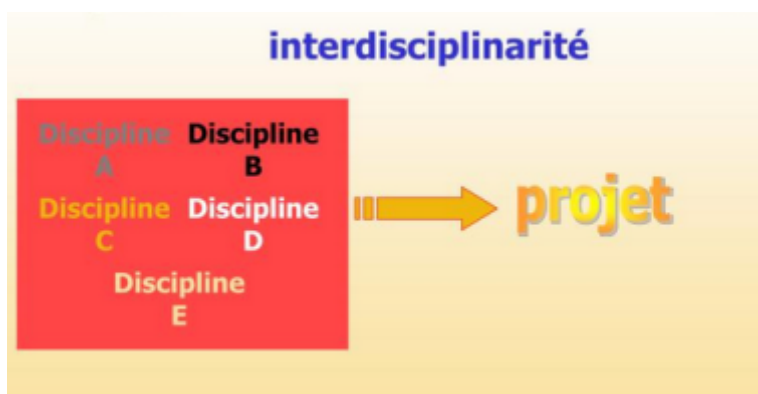 interdisciplinarité
Discipline Discipline
A B
Discipline Discipline
C D
Discipline
E
projet